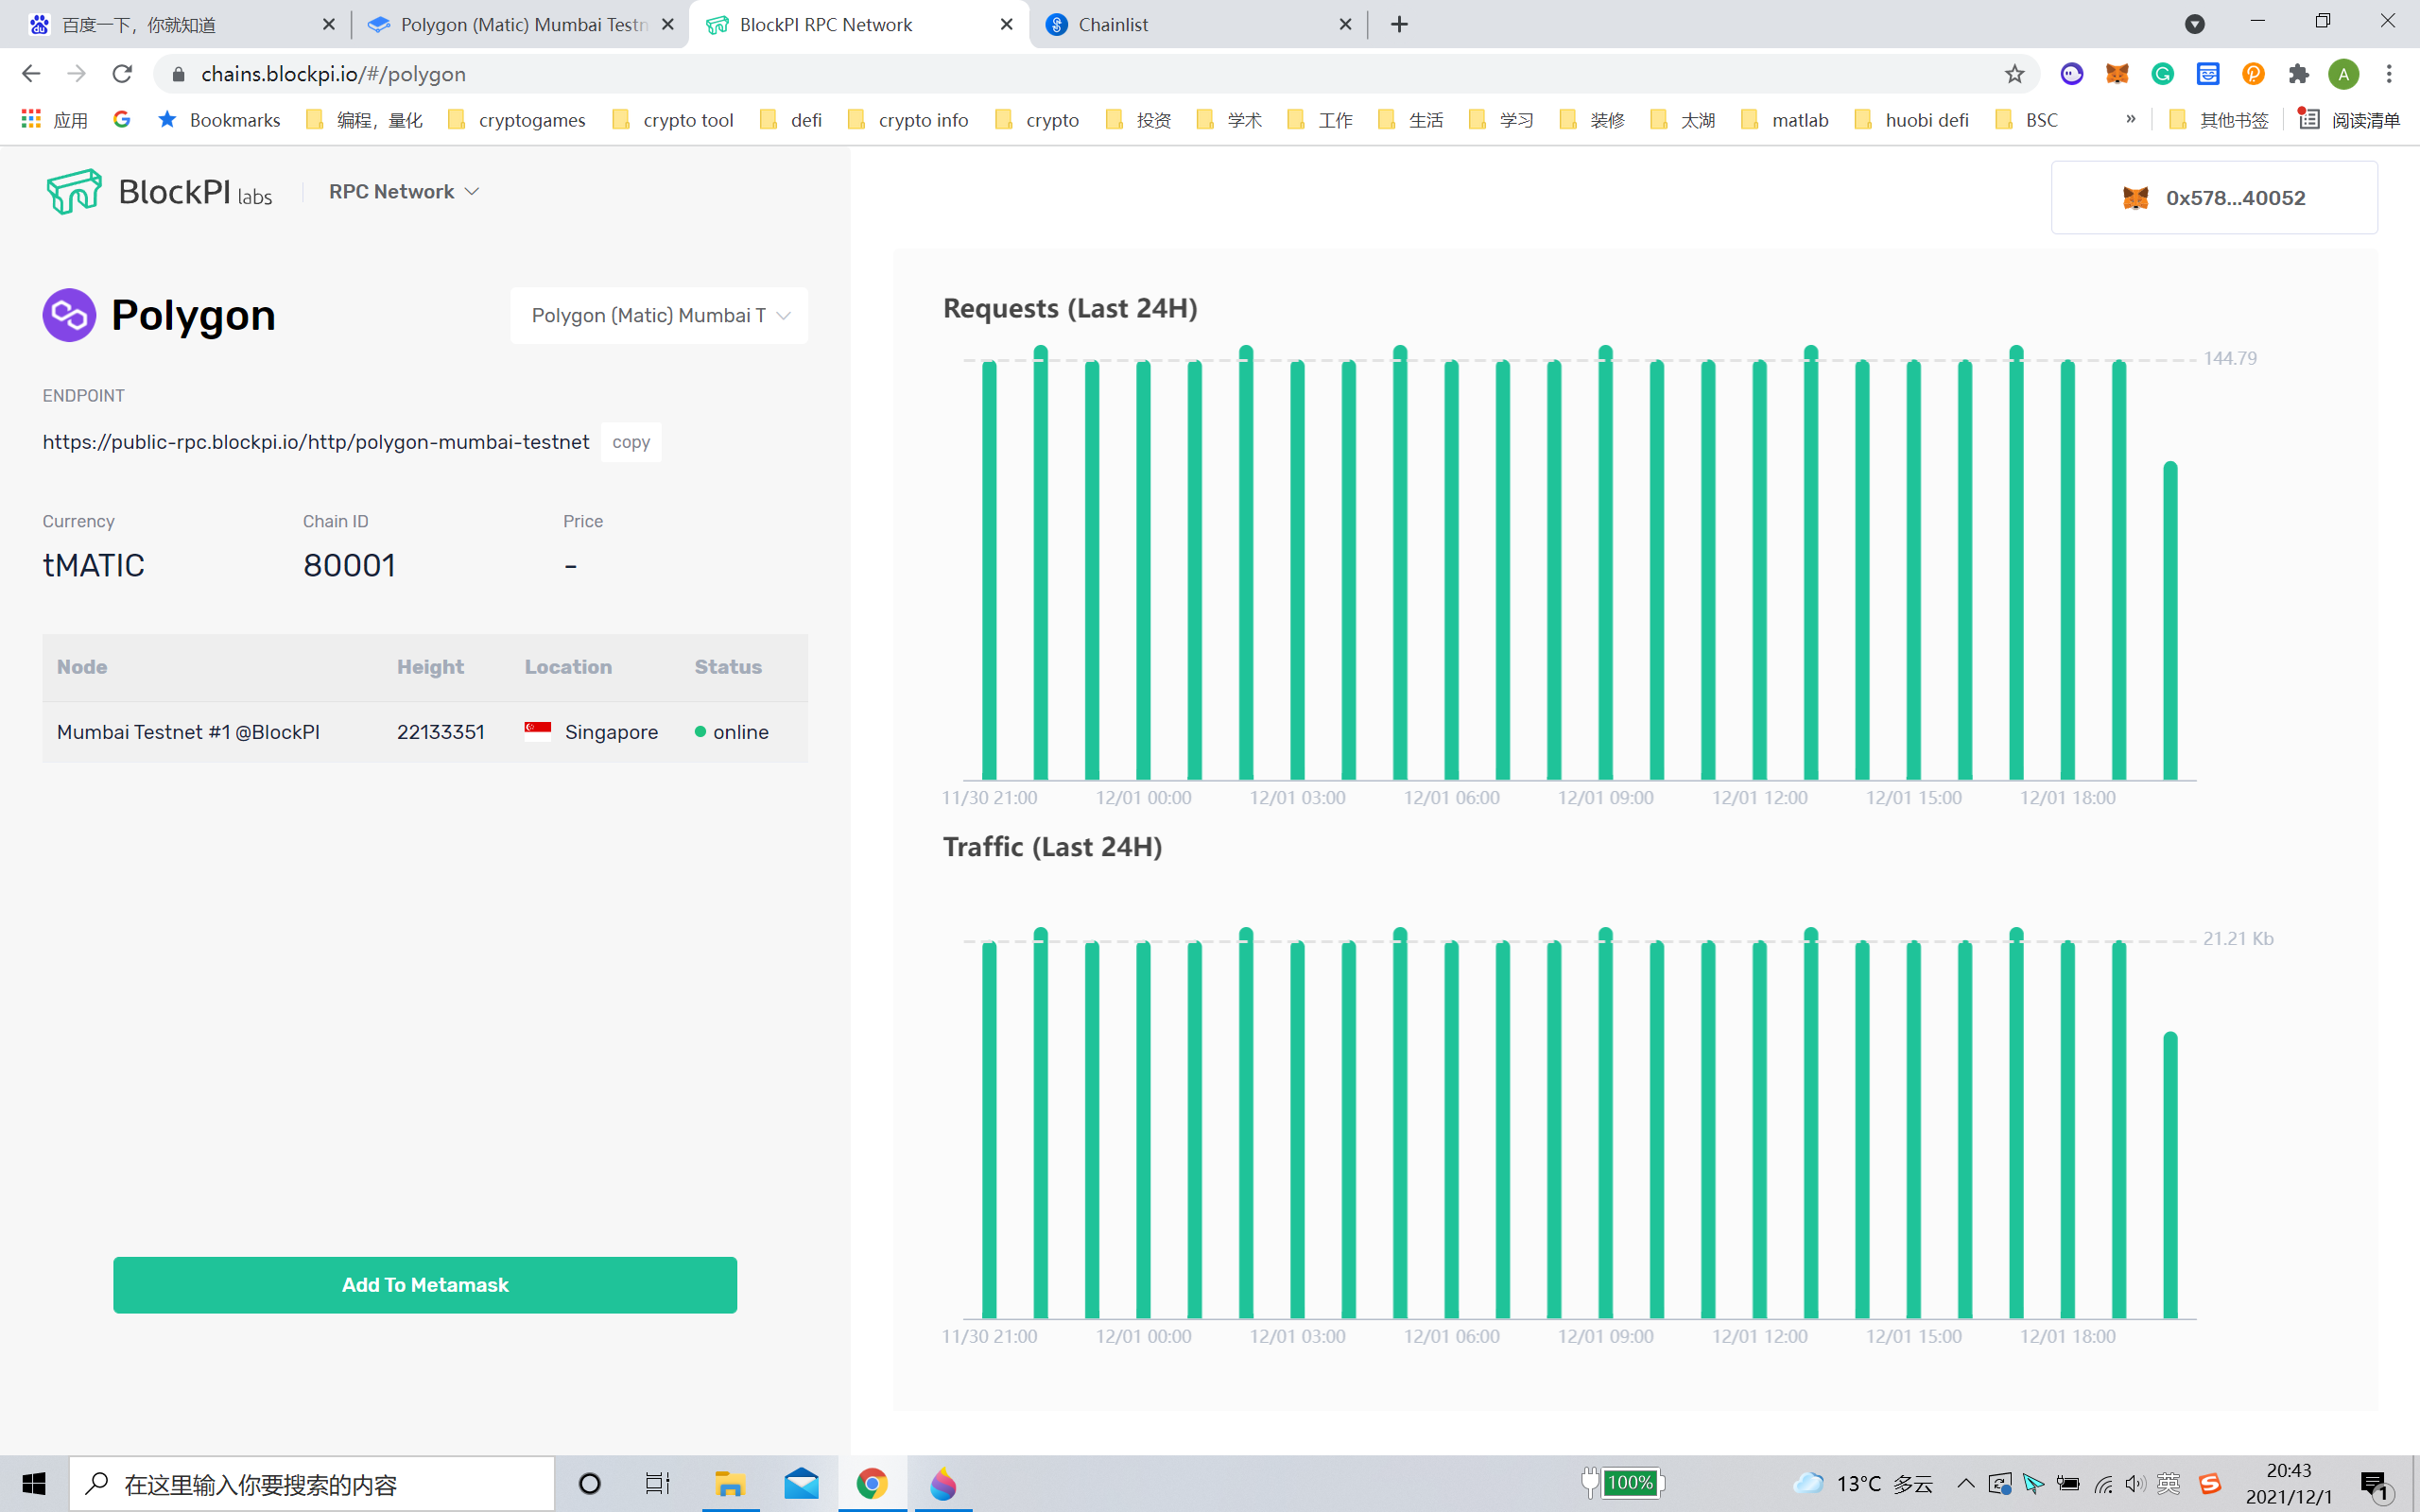 百度一下，你就知道
Polygon (Matic) Mumbai Testn
BlockPI RPC Network
Chainlist
chains.blockpi.io/#/polygon
A
应用
Bookmarks
编程，量化
cryptogames
crypto tool
defi
crypto info
crypto
投资
学术
工作
生活
学习
装修
太湖
matlab
huobi defi
BSC
»
其他书签
阅读清单
BlockPI labs
RPC Network
0x578...40052
Polygon
Polygon (Matic) Mumbai T
ENDPOINT
https://public-rpc.blockpi.io/http/polygon-mumbai-testnet
copy
Currency
Chain ID
Price
tMATIC
80001
-
Node
Height
Location
Status
Mumbai Testnet #1 @BlockPI
22133351
Singapore
online
Add To Metamask
Requests (Last 24H)
144.79
11/30 21:00
12/01 00:00
12/01 03:00
12/01 06:00
12/01 09:00
12/01 12:00
12/01 15:00
12/01 18:00
Traffic (Last 24H)
21.21 Kb
11/30 21:00
12/01 00:00
12/01 03:00
12/01 06:00
12/01 09:00
12/01 12:00
12/01 15:00
12/01 18:00
在这里输入你要搜索的内容
100%
13°C 多云
英
20:43
2021/12/1
1